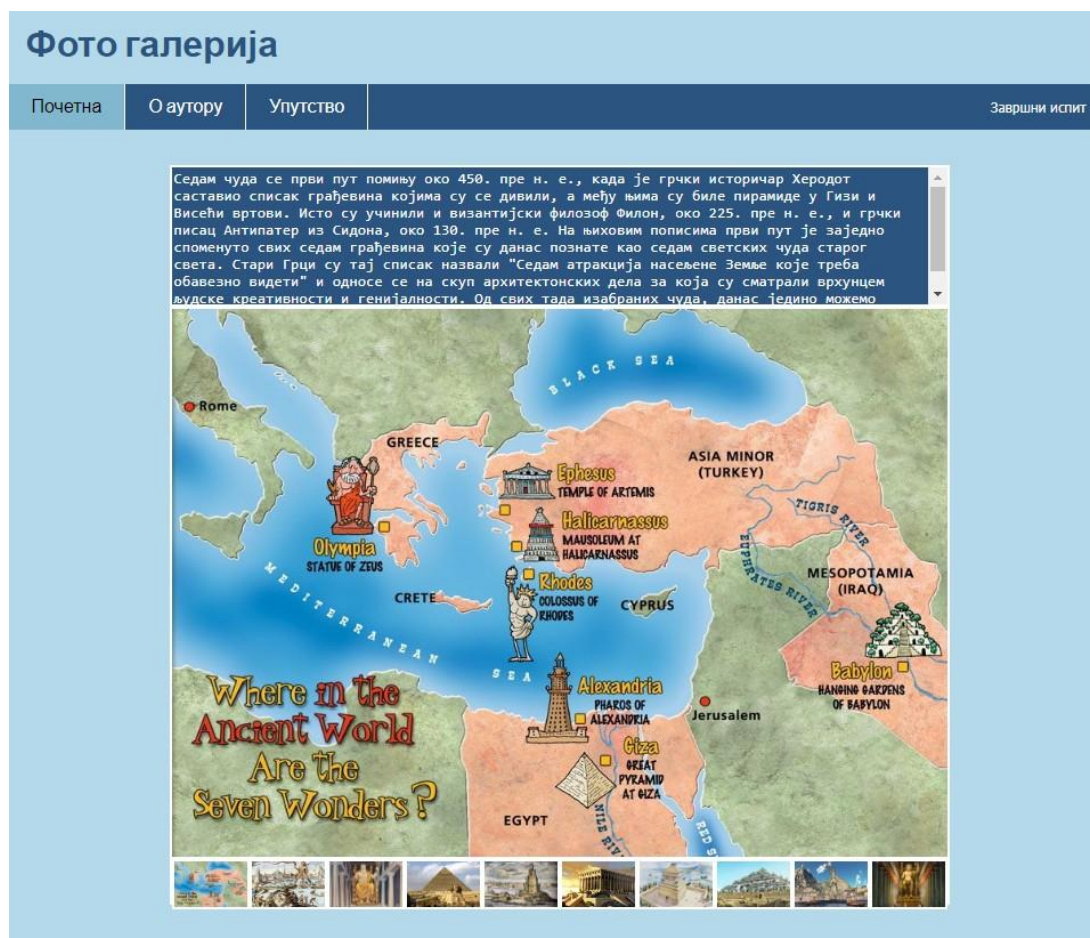 Фото галерија
Почетна
О аутору
Упутство
Завршни испит
Седам чуда се први пут помињу око 450. пре н. е., када је грчки историчар Херодот
саставио списак грађевина којима су се дивили, а међу њима су биле пирамиде у Гизи и
Висећи вртови. Исто су учинили и византијски филозоф Филон, око 225. пре н. е., и грчки
писац Антипатер из Сидона, око 130. пре н. е. На њиховим пописима први пут је заједно
споменуто свих седам грађевина које су данас познате као седам светских чуда старог
света. Стари Грци су тај списак назвали "Седам атракција насељене Земље које треба
обавезно видети" и односе се на скуп архитектонских дела за која су сматрали врхунцем
људске креативности и генијалности. Од свих тада изабраних чуда, данас једино можемо
BLACK SEA
Rome
GREECE
ASIA MINOR
(TURKEY)
Ephesus
TEMPLE OF ARTEMIS
TIGRIS RIVER
Halicarnassus
MAUSOLEUM AT
HALICARNASSUS
Olympia
STATUE OF ZEUS
EUPHRATES RIVER
MESOPOTAMIA
(IRAQ)
Rhodes
COLOSSUS OF
RHODES
CRETE
CYPRUS
MEDITERRANEAN SEA
Babylon
HANGING GARDENS
OF BABYLON
Alexandria
PHAROS OF
ALEXANDRIA
Jerusalem
Where in the
Ancient World
Are the
Seven Wonders?
Giza
GREAT
PYRAMID
AT GIZA
EGYPT
NILE RIV
RED S